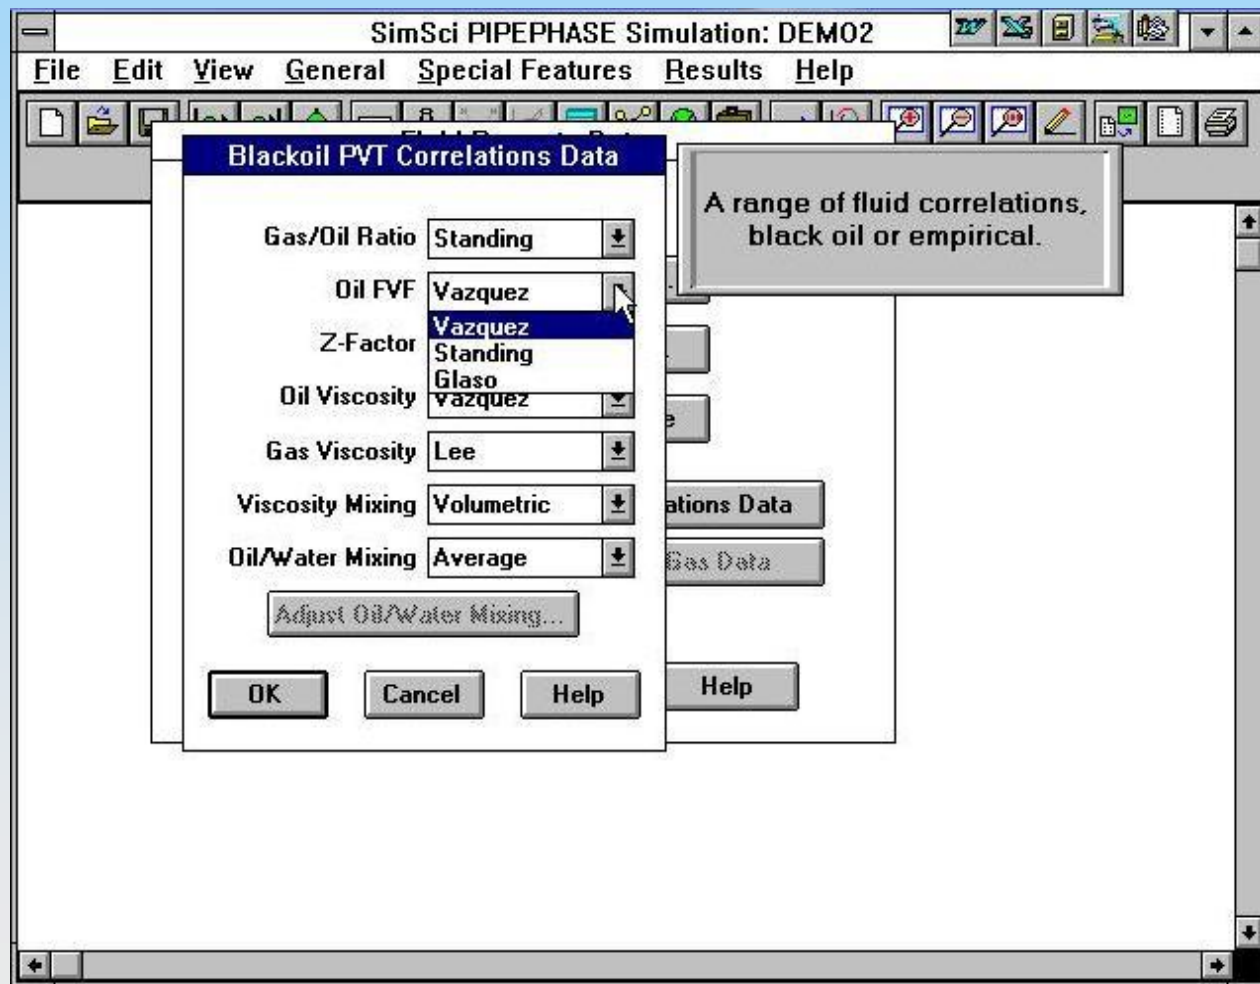 SimSci PIPEPHASE Simulation: DEMO2
File Edit View General Special Features Results Help
Blackoil PVT Correlations Data
A range of fluid correlations,
black oil or empirical.
Gas/Oil Ratio Standing
Oil FVF Vazquez
Vazquez
Z-Factor
Standing
Glaso
Oil Viscosity Vazquez
Gas Viscosity Lee
Viscosity Mixing Volumetric
ations Data
Oil/Water Mixing Average
Gas Data
Adjust Oil/Water Mixing...
OK Cancel Help
Help